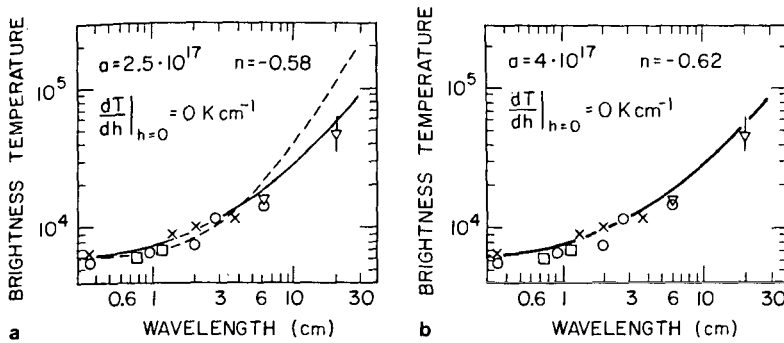 BRIGHTNESS TEMPERATURE
a=2.5·10^17 n=-0.58
dT/dh|h=0 = 0 K cm^-1
10^5
10^4
0.6 1 3 6 10 30
WAVELENGTH (cm)
a
BRIGHTNESS TEMPERATURE
a=4·10^17 n=-0.62
dT/dh|h=0 = 0 K cm^-1
10^5
10^4
0.6 1 3 6 10 30
WAVELENGTH (cm)
b